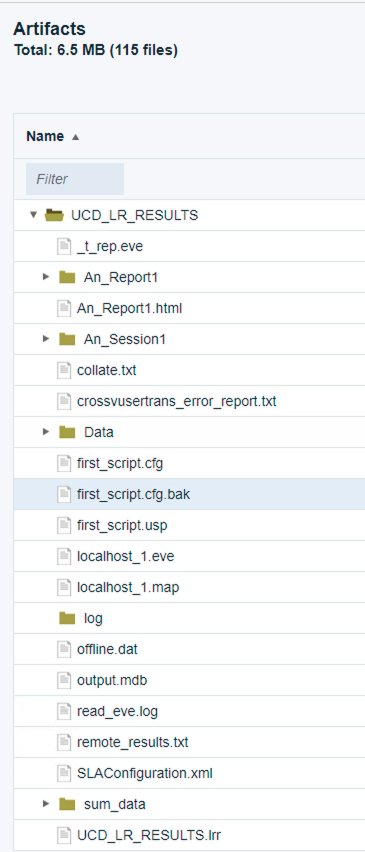 Artifacts
Total: 6.5 MB (115 files)
Name
Filter
UCD_LR_RESULTS
_t_rep.eve
An_Report1
An_Report1.html
An_Session1
collate.txt
crossvusertrans_error_report.txt
Data
first_script.cfg
first_script.cfg.bak
first_script.usp
localhost_1.eve
localhost_1.map
log
offline.dat
output.mdb
read_eve.log
remote_results.txt
SLAConfiguration.xml
sum_data
UCD_LR_RESULTS.lrr